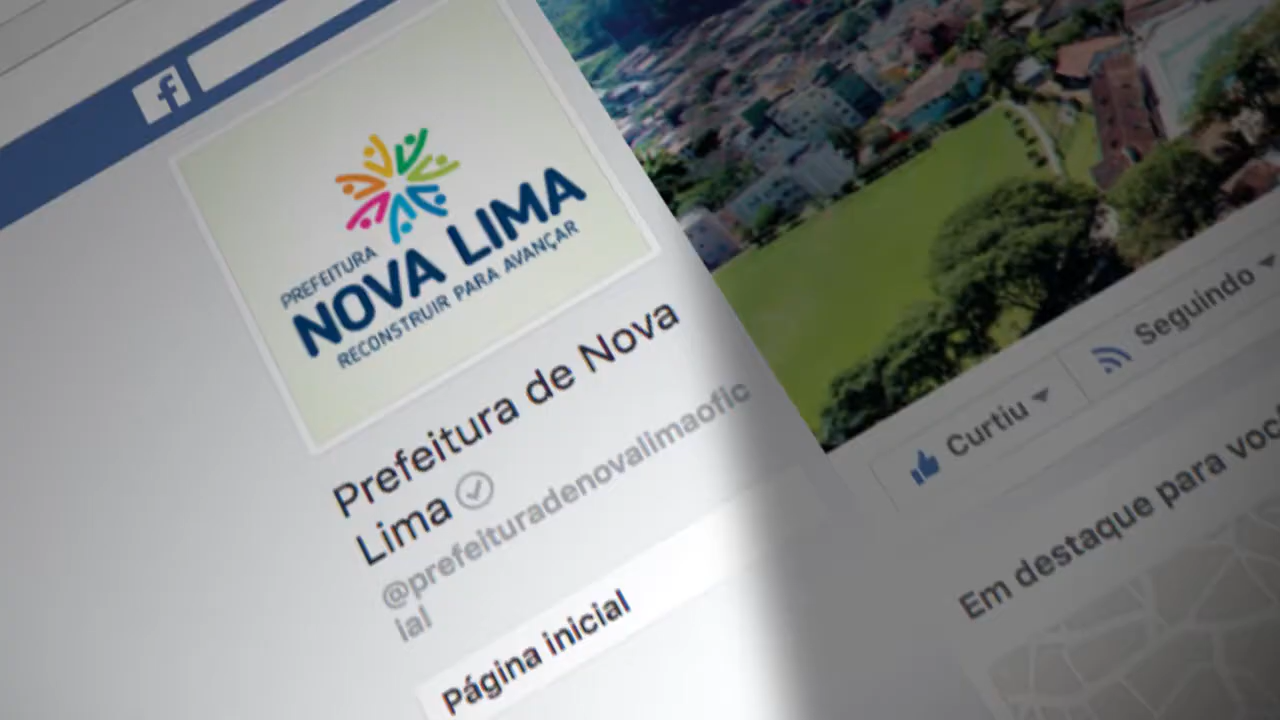 f
PREFEITURA
NOVA LIMA
RECONSTRUIR PARA AVANÇAR
Prefeitura de Nova
Lima
@prefeituradenovalimaofic
ial
Página inicial
Curtiu
Seguindo
Em destaque para voc